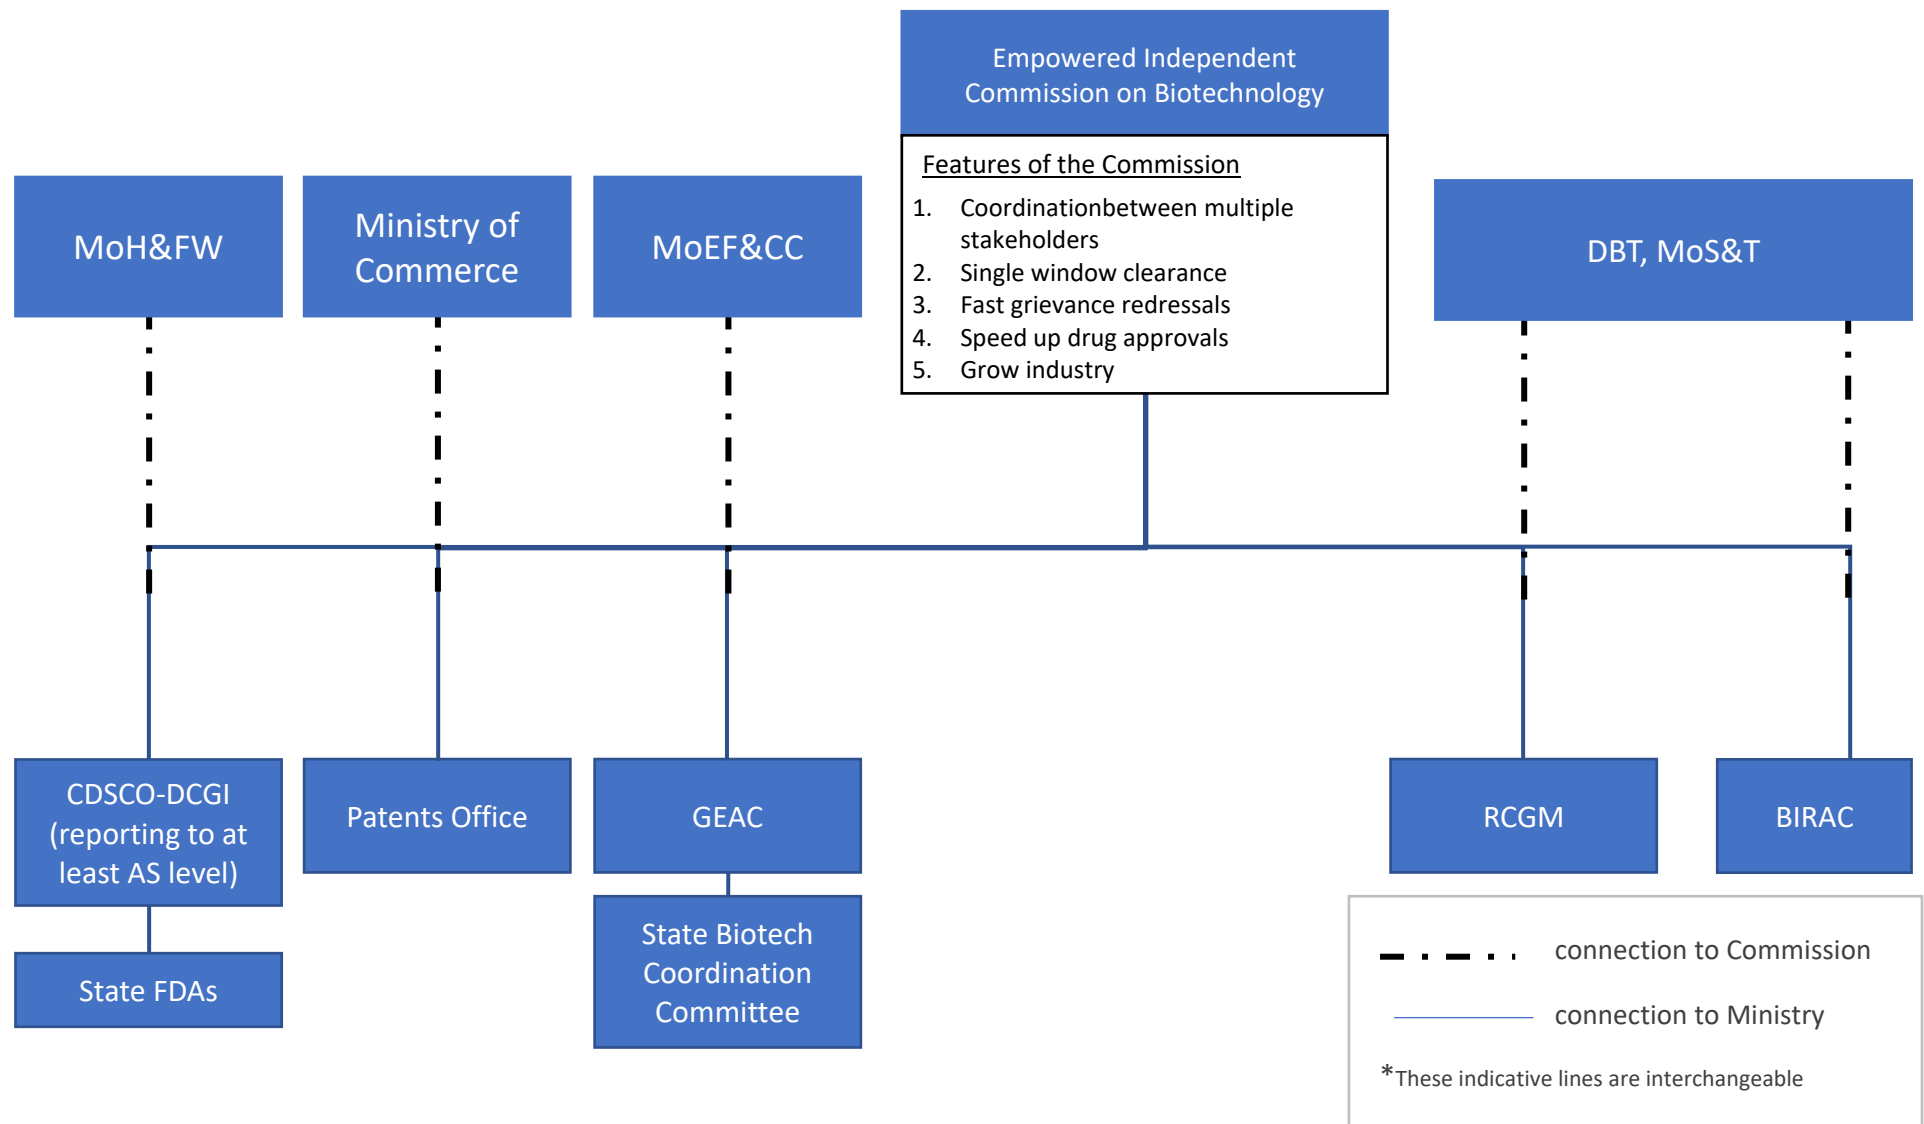 Empowered Independent
Commission on Biotechnology
Features of the Commission
1. Coordinationbetween multiple
stakeholders
2. Single window clearance
3. Fast grievance redressals
4. Speed up drug approvals
5. Grow industry
MoH&FW
Ministry of
Commerce
MoEF&CC
DBT, MoS&T
CDSCO-DCGI
(reporting to at
least AS level)
Patents Office
GEAC
RCGM
BIRAC
State FDAs
State Biotech
Coordination
Committee
connection to Commission
connection to Ministry
*These indicative lines are interchangeable